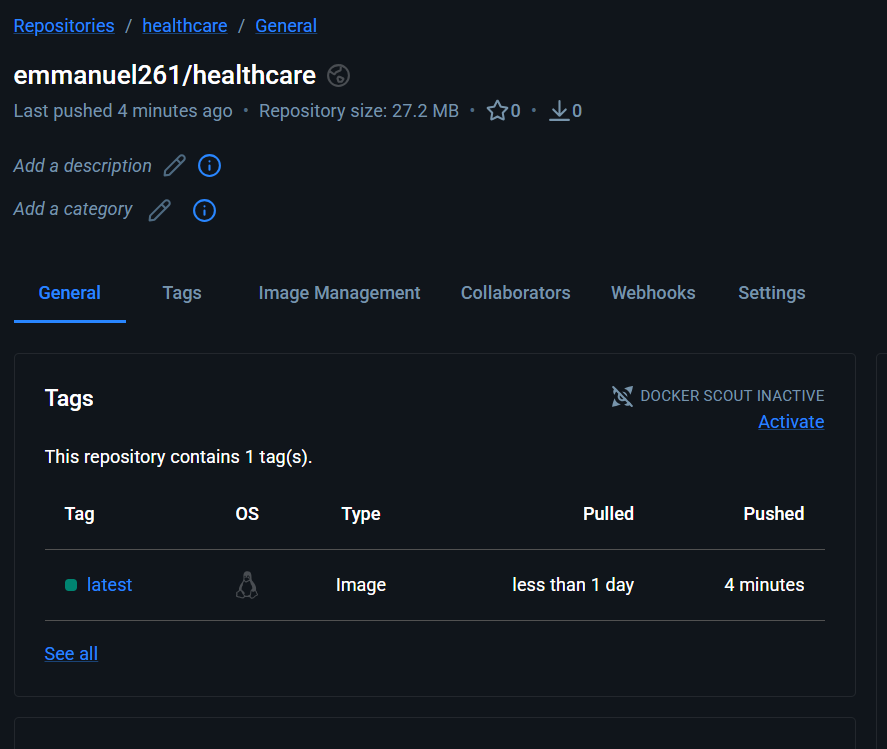 Repositories / healthcare / General
emmanuel261/healthcare
Last pushed 4 minutes ago • Repository size: 27.2 MB • 0 • 0
Add a description
Add a category
General Tags Image Management Collaborators Webhooks Settings
Tags DOCKER SCOUT INACTIVE
Activate
This repository contains 1 tag(s).
Tag OS Type Pulled Pushed
latest Image less than 1 day 4 minutes
See all